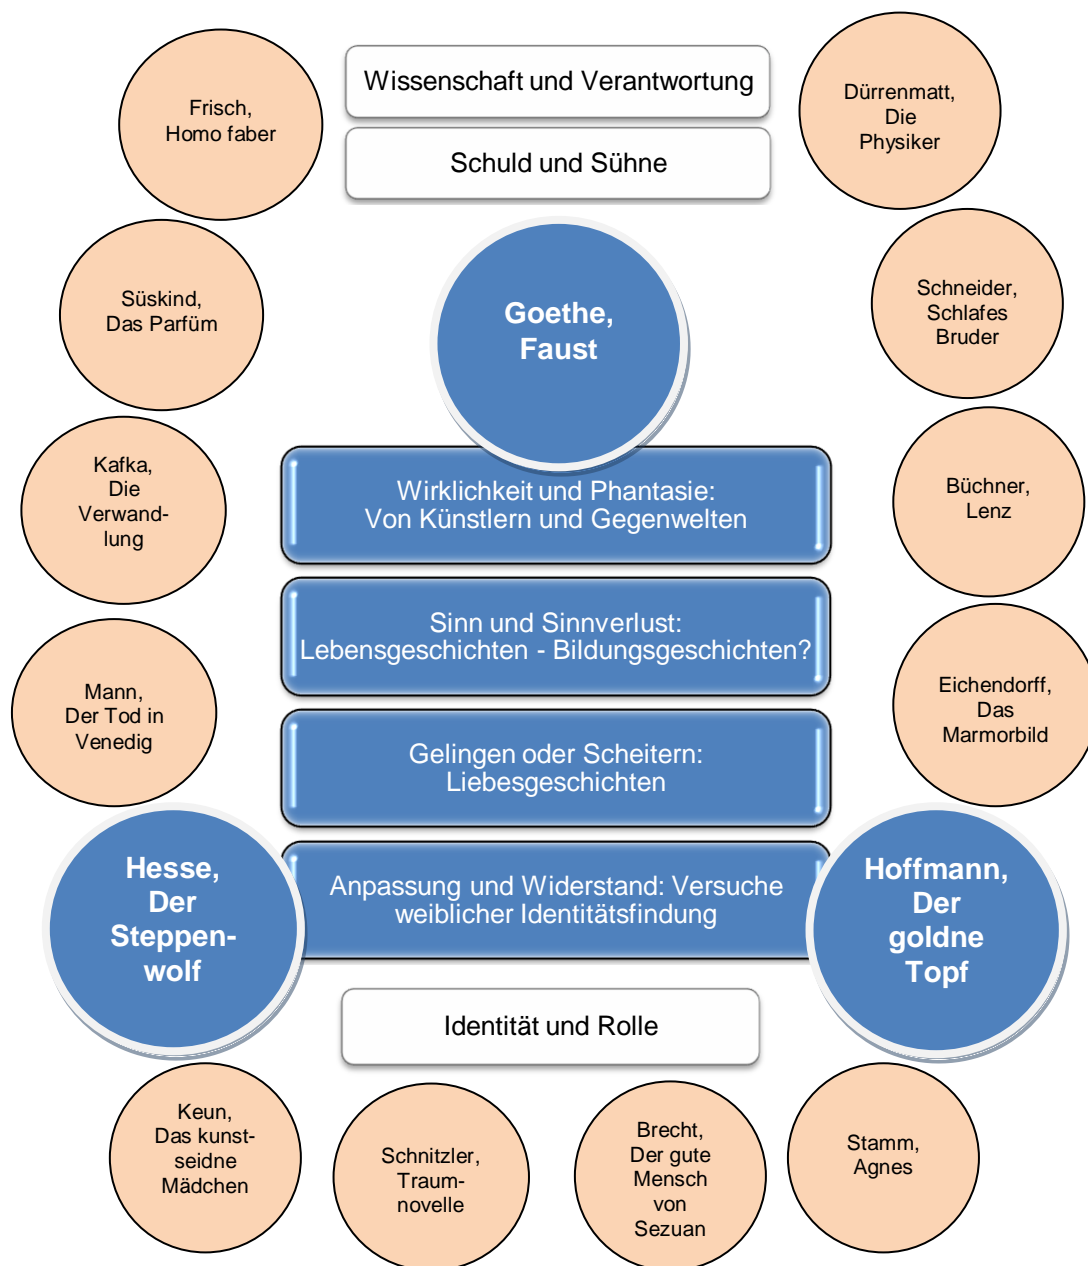 Wissenschaft und Verantwortung
Frisch,
Homo faber
Dürrenmatt,
Die
Physiker
Schuld und Sühne
Süskind,
Das Parfüm
Goethe,
Faust
Schneider,
Schlafes
Bruder
Kafka,
Die
Verwand-
lung
Wirklichkeit und Phantasie:
Von Künstlern und Gegenwelten
Büchner,
Lenz
Sinn und Sinnverlust:
Lebensgeschichten - Bildungsgeschichten?
Mann,
Der Tod in
Venedig
Eichendorff,
Das
Marmorbild
Gelingen oder Scheitern:
Liebesgeschichten
Hesse,
Der
Steppen-
wolf
Anpassung und Widerstand: Versuche
weiblicher Identitätsfindung
Hoffmann,
Der
goldne
Topf
Identität und Rolle
Keun,
Das kunst-
seidne
Mädchen
Schnitzler,
Traum-
novelle
Brecht,
Der gute
Mensch
von
Sezuan
Stamm,
Agnes